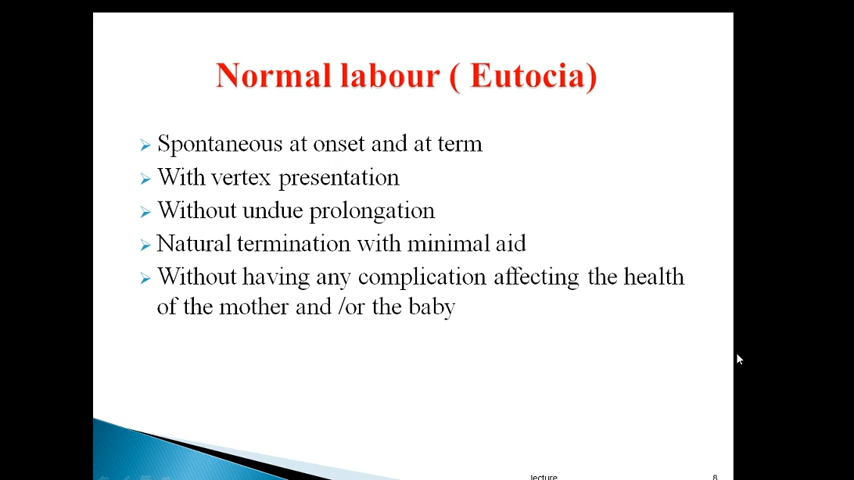 Normal labour ( Eutocia)
Spontaneous at onset and at term
With vertex presentation
Without undue prolongation
Natural termination with minimal aid
Without having any complication affecting the health
of the mother and /or the baby
lecture
8